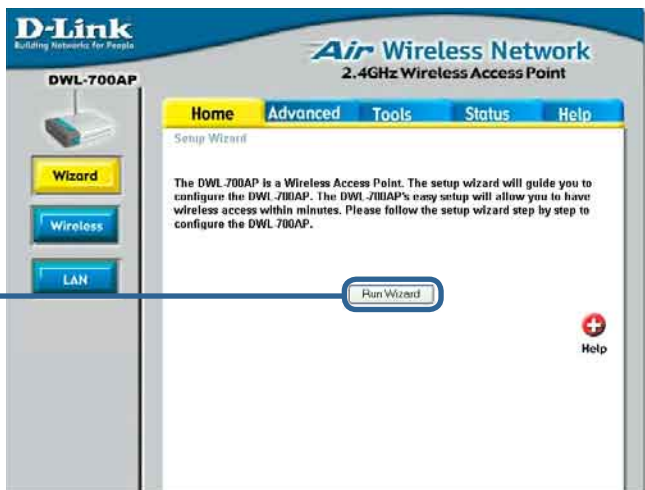 D-Link
Building Networks for People
Air Wireless Network
2.4GHz Wireless Access Point
DWL-700AP
Home Advanced Tools Status Help
Setup Wizard
Wizard
Wireless
LAN
The DWL-700AP is a Wireless Access Point. The setup wizard will guide you to
configure the DWL-700AP. The DWL-700AP's easy setup will allow you to have
wireless access within minutes. Please follow the setup wizard step by step to
configure the DWL-700AP.
Run Wizard
Help